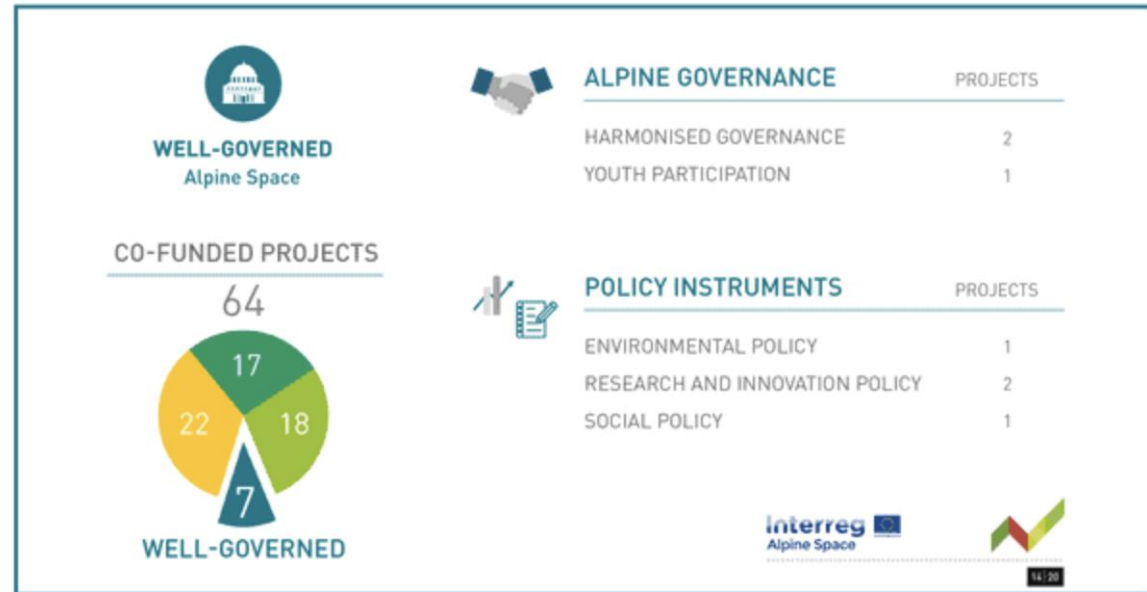 WELL-GOVERNED
Alpine Space
CO-FUNDED PROJECTS
64
17
22
18
7
WELL-GOVERNED
ALPINE GOVERNANCE PROJECTS
HARMONISED GOVERNANCE 2
YOUTH PARTICIPATION 1
POLICY INSTRUMENTS PROJECTS
ENVIRONMENTAL POLICY 1
RESEARCH AND INNOVATION POLICY 2
SOCIAL POLICY 1
Interreg
Alpine Space
14 20